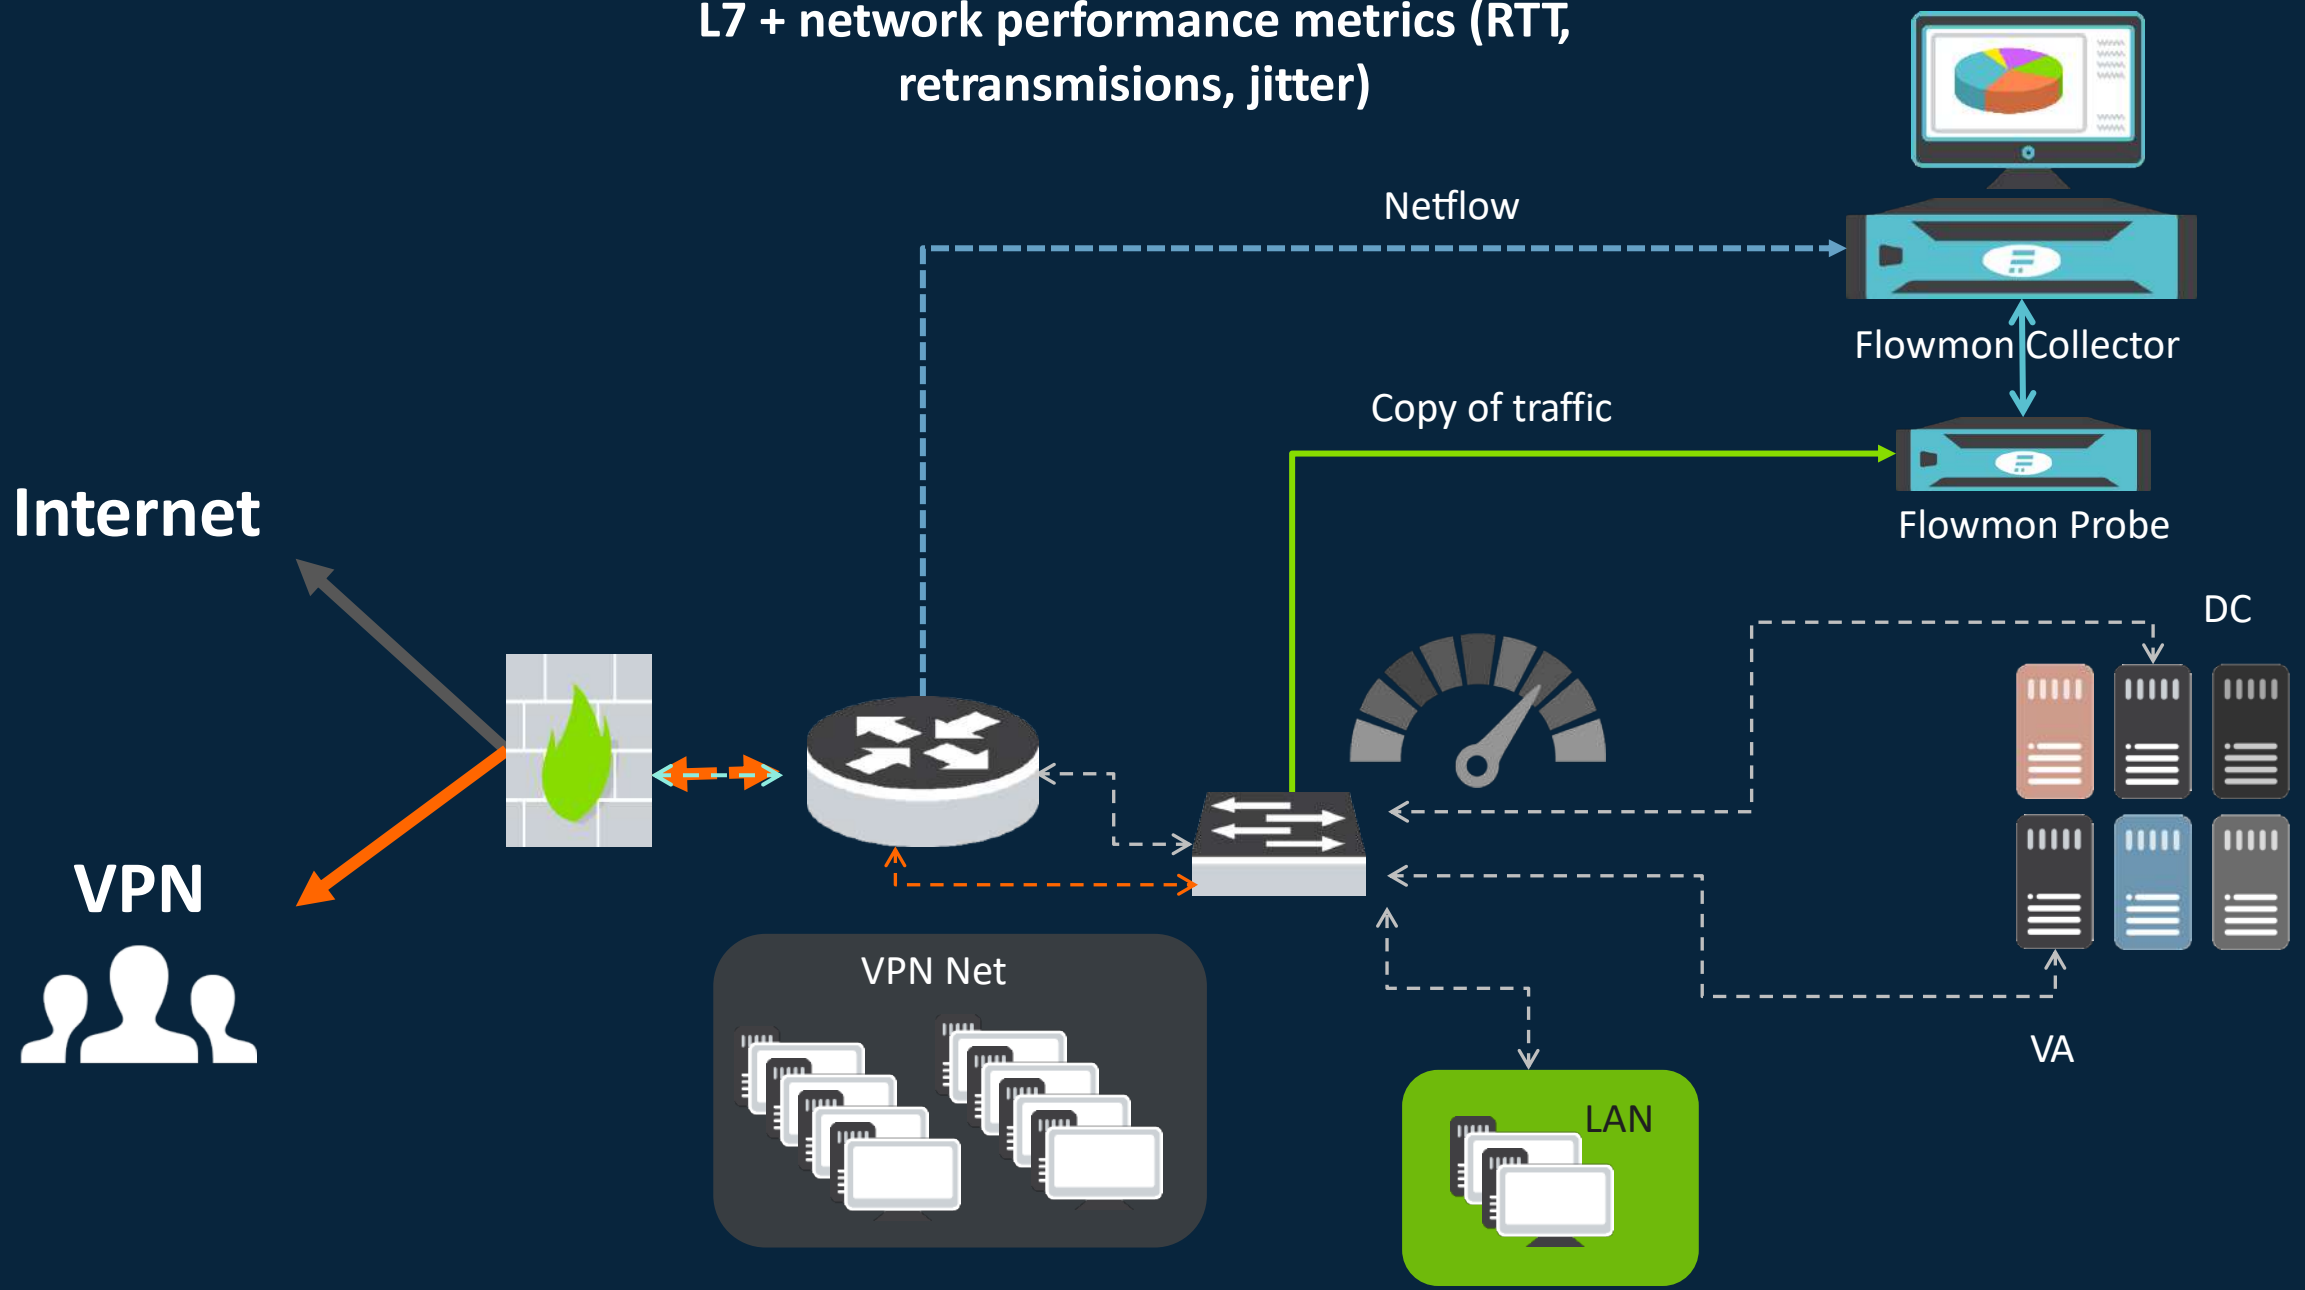 L7 + network performance metrics (RTT,
retransmisions, jitter)
Netflow
Flowmon Collector
Copy of traffic
Flowmon Probe
Internet
DC
VPN
VPN Net
VA
LAN